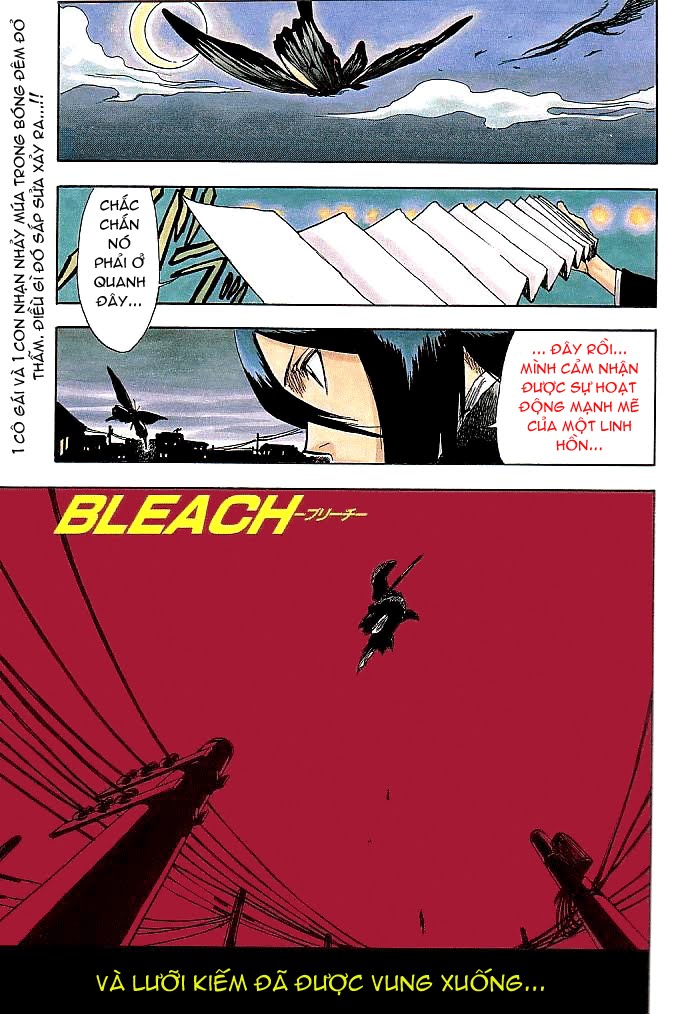 1 CÔ GÁI VÀ 1 CON NHẠN NHẢY MÚA TRONG BÓNG ĐÊM ĐỎ
THẤM. ĐIỀU GÌ ĐÓ SẮP SỬA XẢY RA...!!
CHẮC
CHẮN
NÓ
PHẢI Ở
QUANH
ĐÂY...
... ĐÂY RỒI...
MÌNH CẢM NHẬN
ĐƯỢC SỰ HOẠT
ĐỘNG MẠNH MẼ
CỦA MỘT LINH
HỒN...
BLEACH
ーブリーチー
VÀ LƯỠI KIẾM ĐÃ ĐƯỢC VUNG XUỐNG...